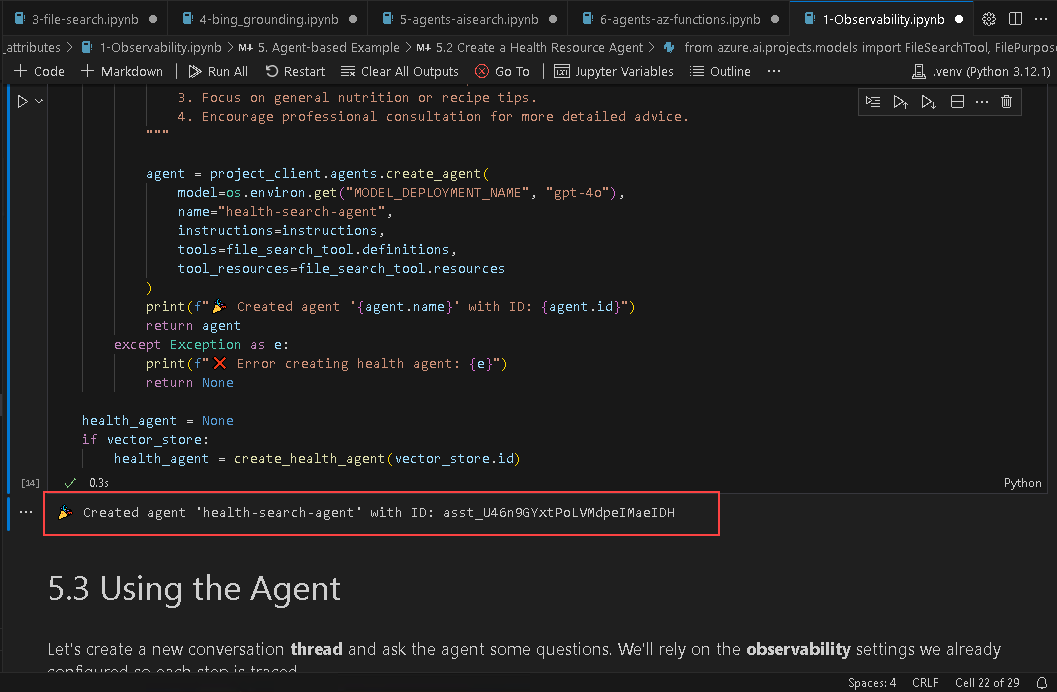 3-file-search.ipynb 4-bing_grounding.ipynb 5-agents-aisearch.ipynb 6-agents-az-functions.ipynb 1-Observability.ipynb
_attributes > 1-Observability.ipynb > M↓ 5. Agent-based Example > M↓ 5.2 Create a Health Resource Agent > from azure.ai.projects.models import FileSearchTool, FilePurpose
+ Code + Markdown Run All Restart Clear All Outputs Go To Jupyter Variables Outline ··· .venv (Python 3.12.1)
3. Focus on general nutrition or recipe tips.
4. Encourage professional consultation for more detailed advice.
"""
agent = project_client.agents.create_agent(
model=os.environ.get("MODEL_DEPLOYMENT_NAME", "gpt-4o"),
name="health-search-agent",
instructions=instructions,
tools=file_search_tool.definitions,
tool_resources=file_search_tool.resources
)
print(f"🎉 Created agent '{agent.name}' with ID: {agent.id}")
return agent
except Exception as e:
print(f"❌ Error creating health agent: {e}")
return None
health_agent = None
if vector_store:
health_agent = create_health_agent(vector_store.id)
[14] ✓ 0.3s Python
··· 🎉 Created agent 'health-search-agent' with ID: asst_U46n9GYxtPoLVMdpeIMaeIDH
5.3 Using the Agent
Let's create a new conversation thread and ask the agent some questions. We'll rely on the observability settings we already
configured so each step is traced
Spaces: 4 CRLF Cell 22 of 29